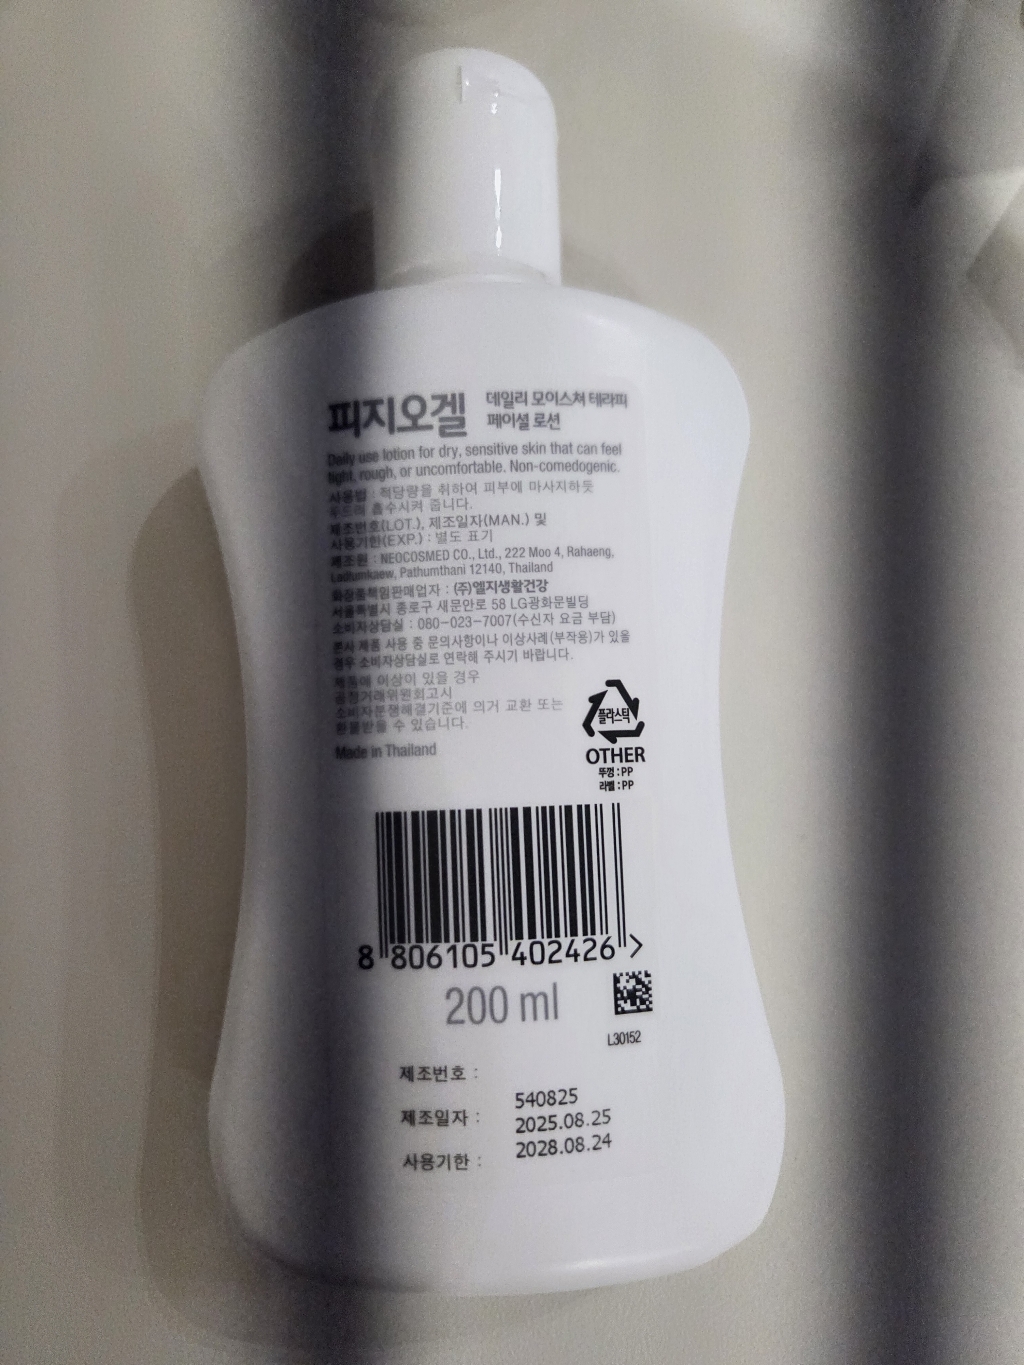 피지오겔
데일리 모이스쳐 테라피
페이셜 로션
Daily use lotion for dry, sensitive skin that can feel
tight, rough, or uncomfortable. Non-comedogenic.
사용법 : 적당량을 취하여 피부에 마사지하듯
두드려 흡수시켜 줍니다.
제조번호(LOT.), 제조일자(MAN.) 및
사용기한(EXP.) : 별도 표기
제조원 : NEOCOSMED CO., Ltd., 222 Moo 4, Rahaeng,
Ladlumkaew, Pathumthani 12140, Thailand
화장품책임판매업자 : (주)엘지생활건강
서울특별시 종로구 새문안로 58 LG광화문빌딩
소비자상담실 : 080-023-7007(수신자 요금 부담)
본사 제품 사용 중 문의사항이나 이상사례(부작용)가 있을
경우 소비자상담실로 연락해 주시기 바랍니다.
제품에 이상이 있을 경우
공정거래위원회고시
소비자분쟁해결기준에 의거 교환 또는
환불받을 수 있습니다.
Made in Thailand
플라스틱
OTHER
뚜껑 : PP
라벨 : PP
8 806105 402426 >
200 ml
L30152
제조번호 : 540825
제조일자 : 2025.08.25
사용기한 : 2028.08.24